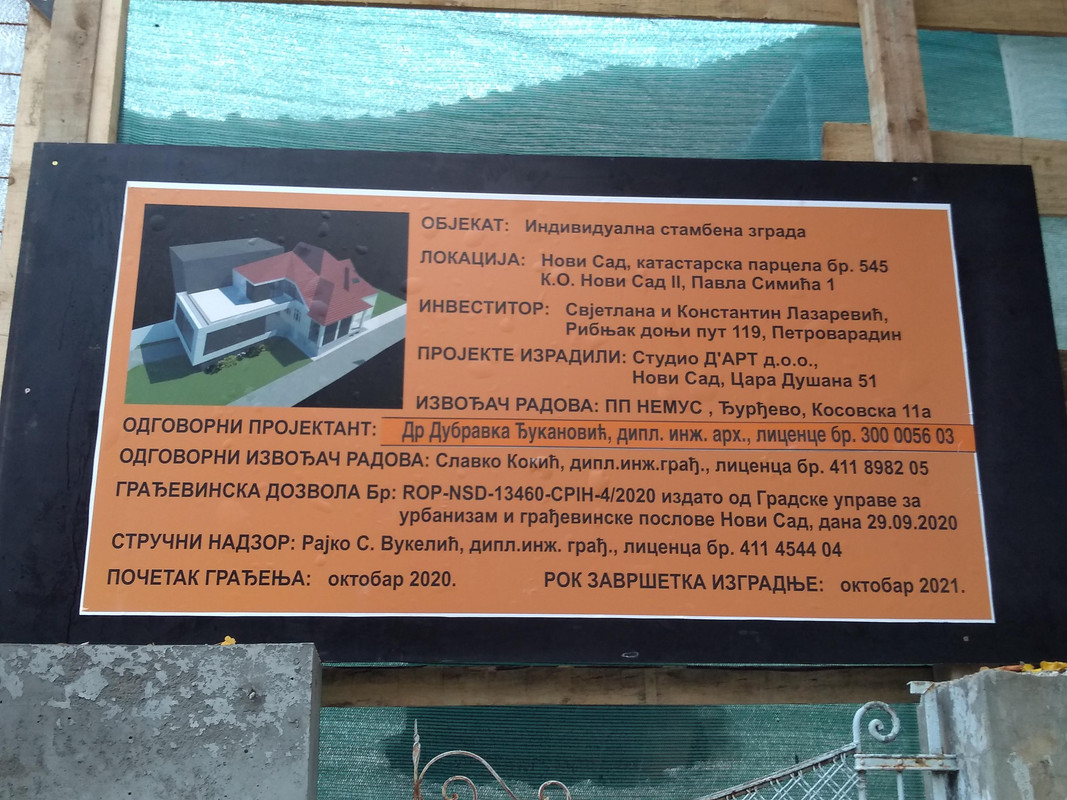 ОБЈЕКАТ: Индивидуална стамбена зграда
ЛОКАЦИЈА: Нови Сад, катастарска парцела бр. 545
К.О. Нови Сад II, Павла Симића 1
ИНВЕСТИТОР: Свјетлана и Константин Лазаревић,
Рибњак доњи пут 119, Петроварадин
ПРОЈЕКТЕ ИЗРАДИЛИ: Студио Д'АРТ д.о.о.,
Нови Сад, Цара Душана 51
ИЗВОЂАЧ РАДОВА: ПП НЕМУС , Ђурђево, Косовска 11а
ОДГОВОРНИ ПРОЈЕКТАНТ: Др Дубравка Ђукановић, дипл. инж. арх., лиценце бр. 300 0056 03
ОДГОВОРНИ ИЗВОЂАЧ РАДОВА: Славко Кокић, дипл.инж.грађ., лиценца бр. 411 8982 05
ГРАЂЕВИНСКА ДОЗВОЛА Бр: ROP-NSD-13460-CPIH-4/2020 издато од Градске управе за
урбанизам и грађевинске послове Нови Сад, дана 29.09.2020
СТРУЧНИ НАДЗОР: Рајко С. Вукелић, дипл.инж. грађ., лиценца бр. 411 4544 04
ПОЧЕТАК ГРАЂЕЊА: октобар 2020. РОК ЗАВРШЕТКА ИЗГРАДЊЕ: октобар 2021.